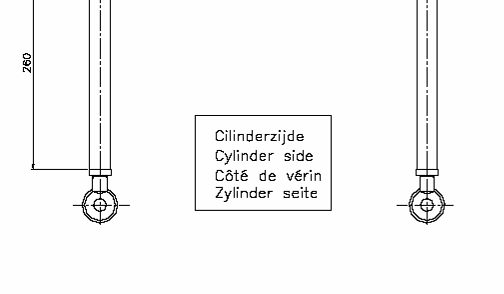 260
Cilinderzijde
Cylinder side
Côté de vérin
Zylinder seite